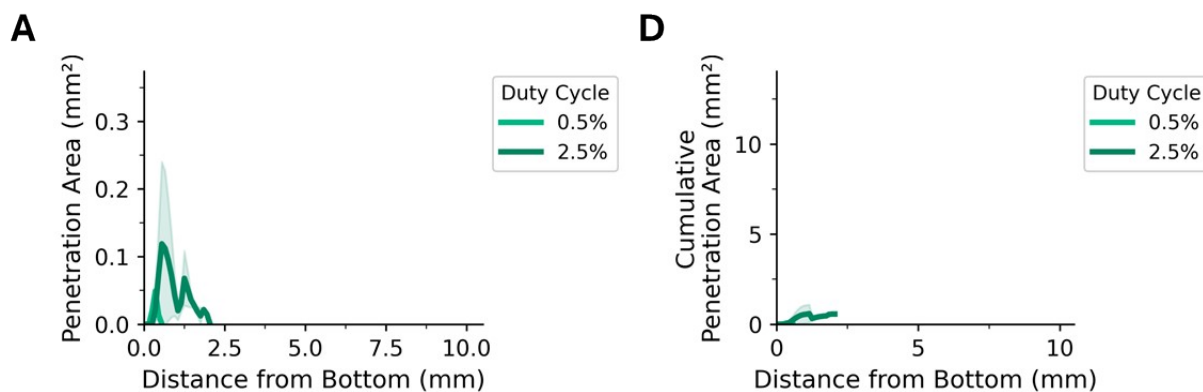 A
Penetration Area (mm²)
0.3
0.2
0.1
0.0
0.0 2.5 5.0 7.5 10.0
Distance from Bottom (mm)
Duty Cycle
0.5%
2.5%
D
Cumulative
Penetration Area (mm²)
10
5
0
0 5 10
Distance from Bottom (mm)
Duty Cycle
0.5%
2.5%